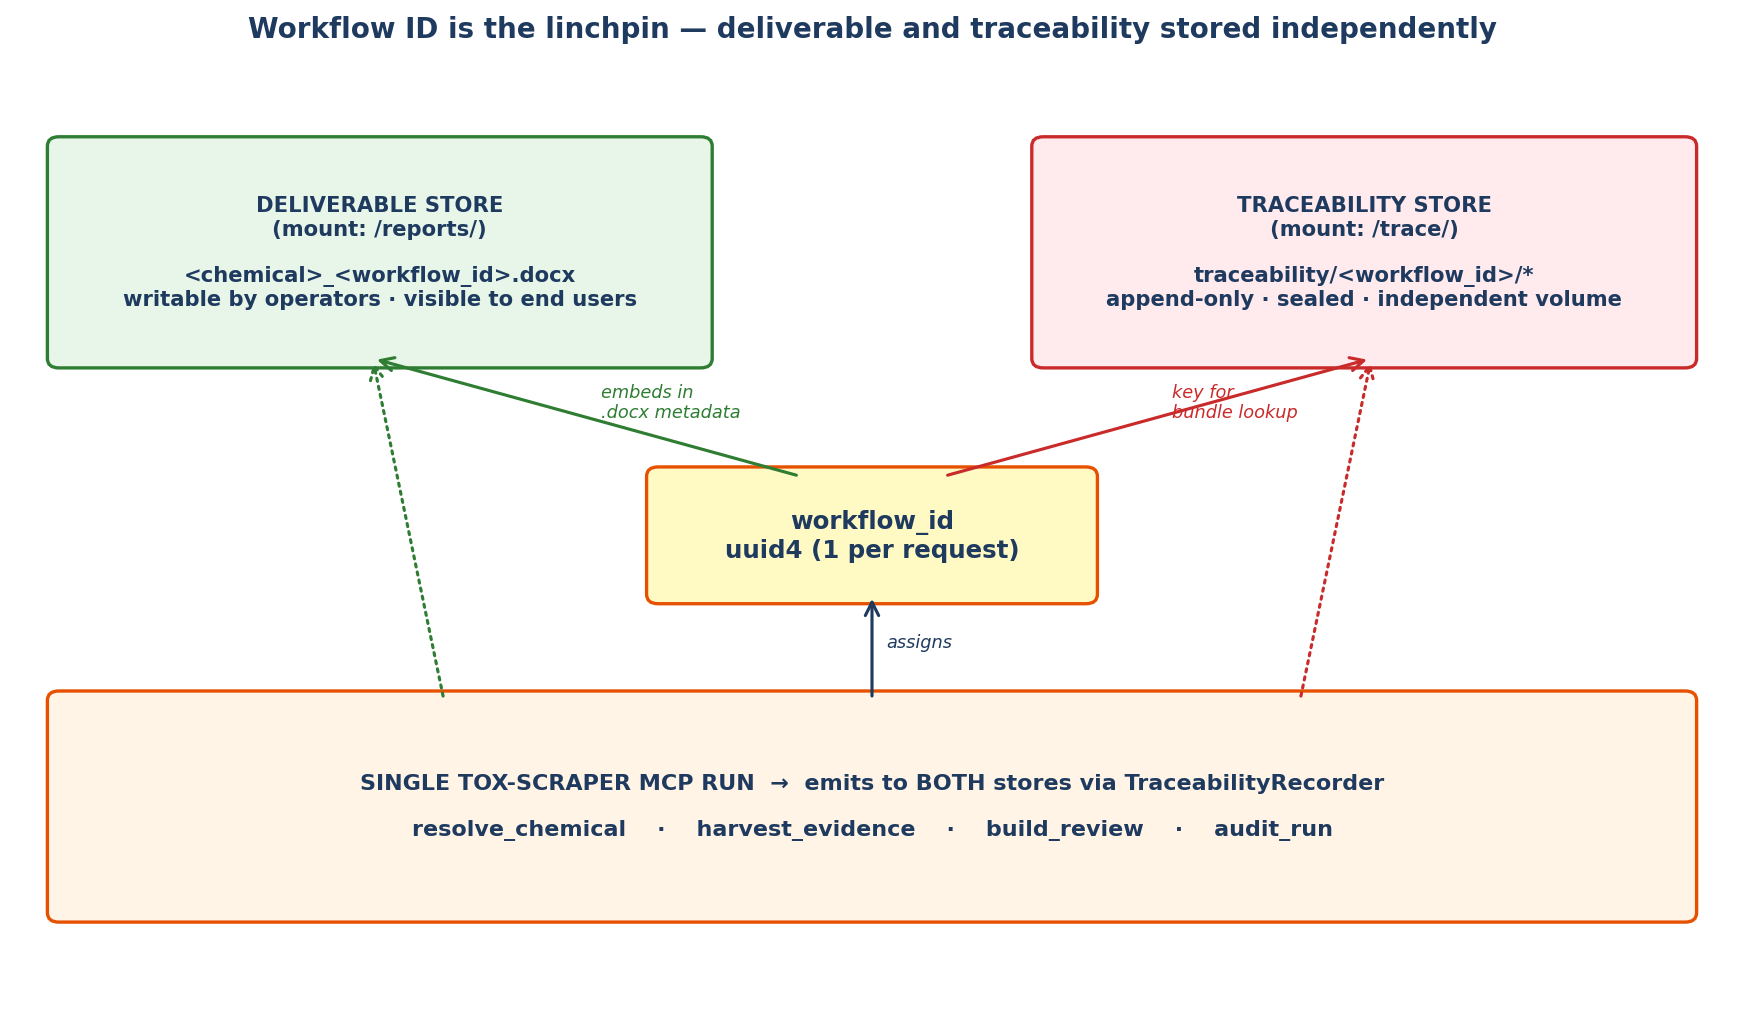 Workflow ID is the linchpin — deliverable and traceability stored independently
DELIVERABLE STORE
(mount: /reports/)
<chemical>_<workflow_id>.docx
writable by operators · visible to end users
TRACEABILITY STORE
(mount: /trace/)
traceability/<workflow_id>/*
append-only · sealed · independent volume
embeds in
.docx metadata
key for
bundle lookup
workflow_id
uuid4 (1 per request)
assigns
SINGLE TOX-SCRAPER MCP RUN → emits to BOTH stores via TraceabilityRecorder
resolve_chemical · harvest_evidence · build_review · audit_run